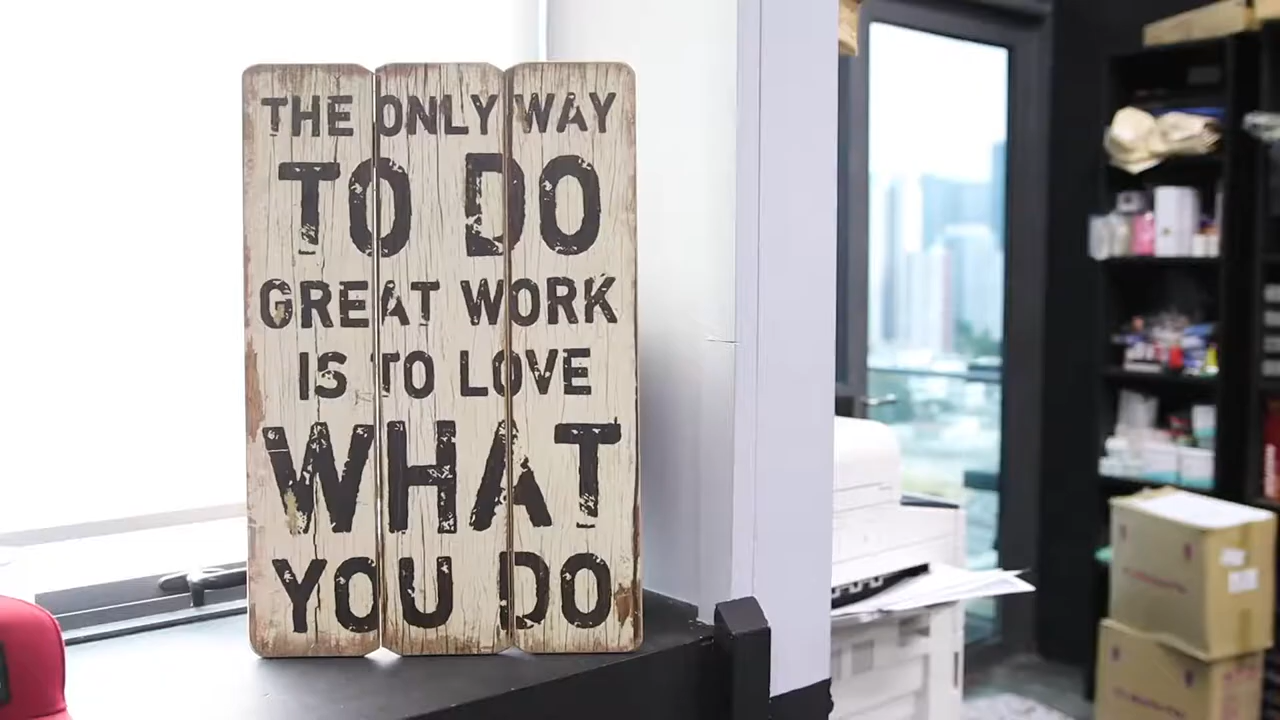 THE ONLY WAY
TO DO
GREAT WORK
IS TO LOVE
WHAT
YOU DO